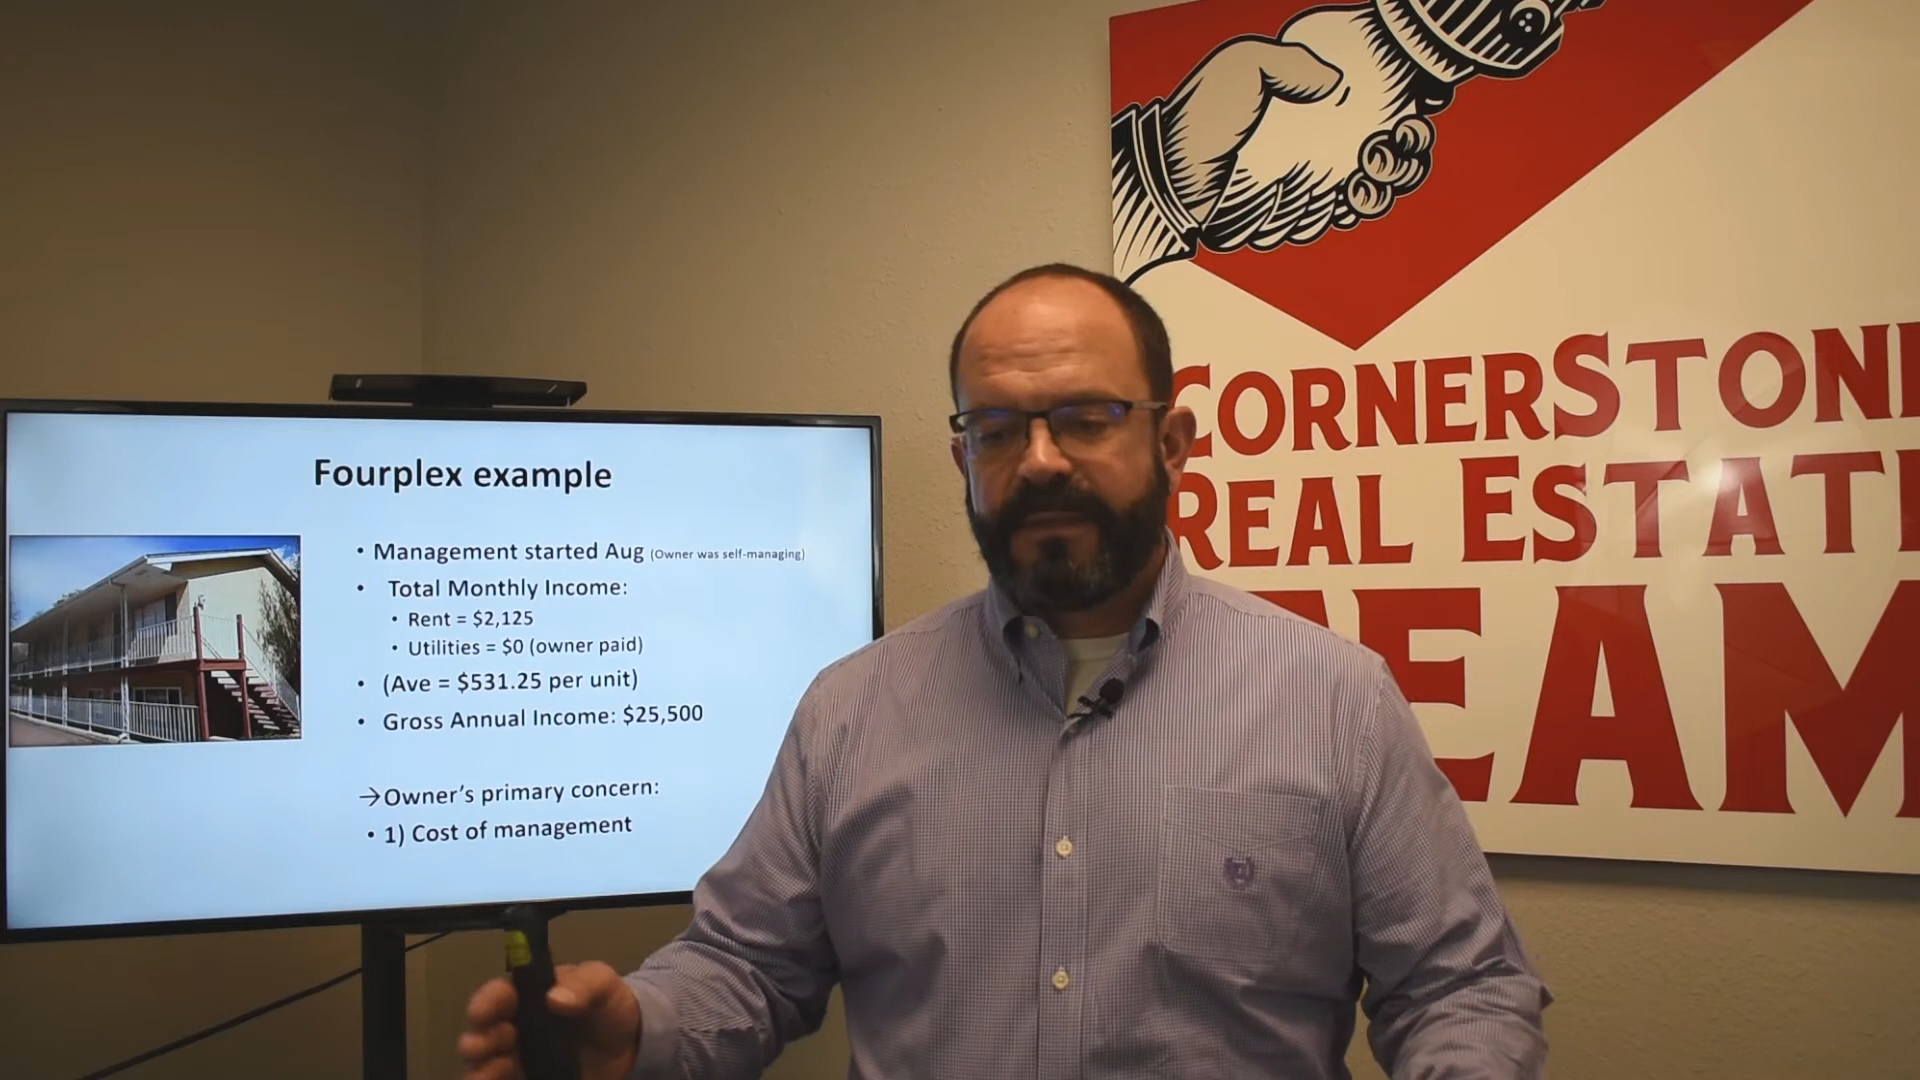 Fourplex example
• Management started Aug (Owner was self-managing)
• Total Monthly Income:
• Rent = $2,125
• Utilities = $0 (owner paid)
• (Ave = $531.25 per unit)
• Gross Annual Income: $25,500
→Owner's primary concern:
• 1) Cost of management
CORNERSTON
REAL ESTAT
EAM